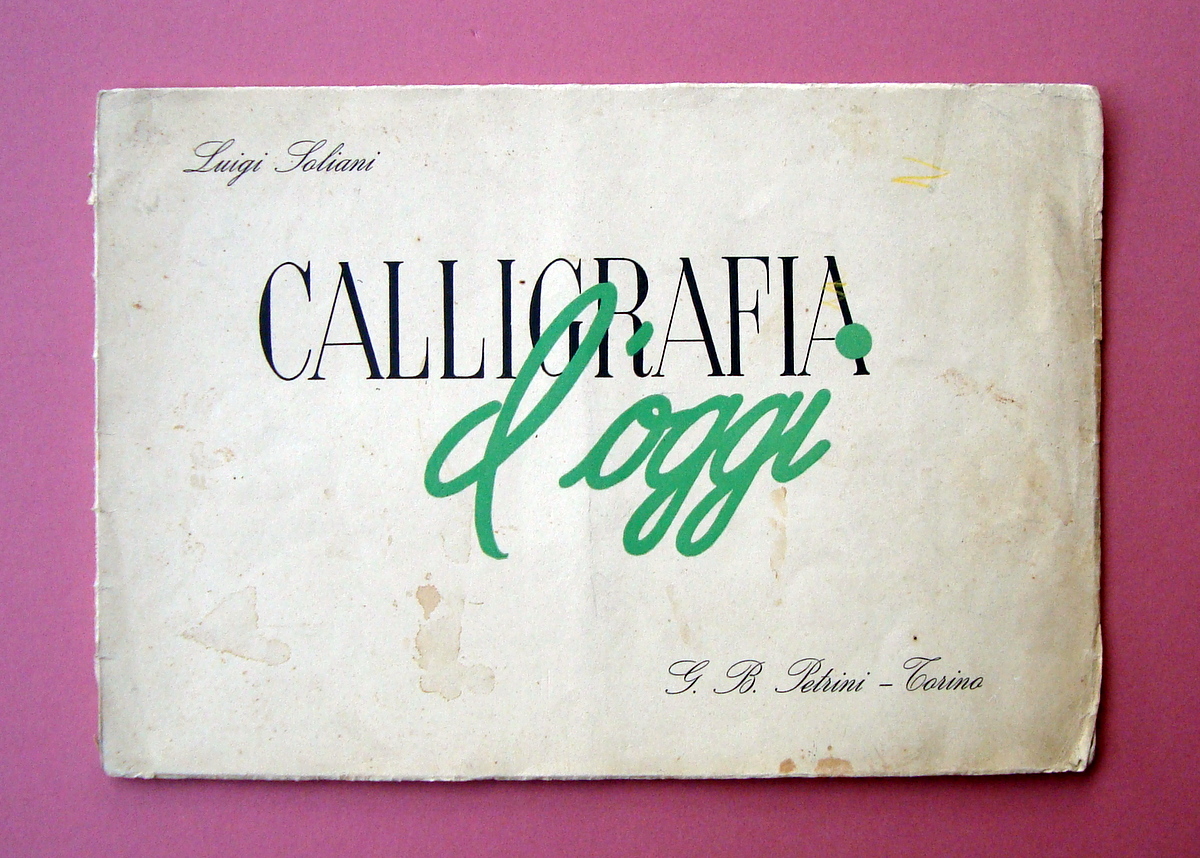 Luigi Soliani
CALLIGRAFIA
d'oggi
G. B. Petrini - Torino